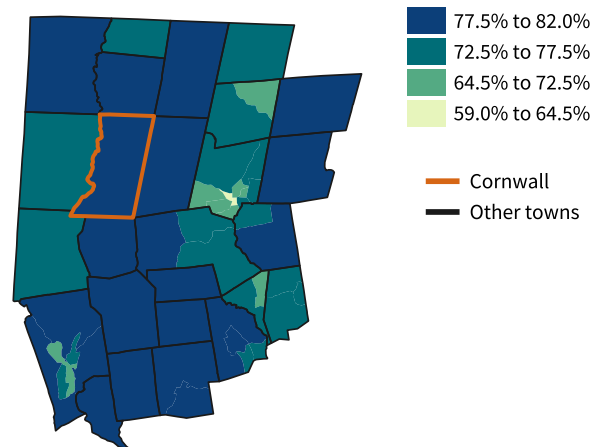 77.5% to 82.0%
72.5% to 77.5%
64.5% to 72.5%
59.0% to 64.5%
Cornwall
Other towns